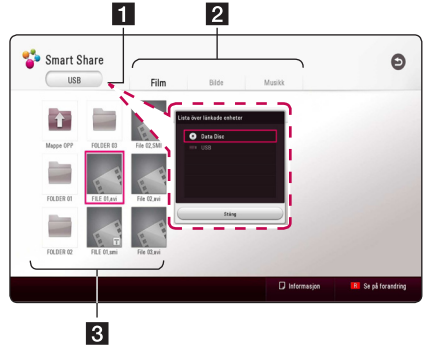 1
2
Smart Share
USB
Film
Bilde
Musikk
Lista över länkade enheter
Data Disc
USB
Stäng
Mappe OPP
FOLDER 03
File 02,SMI
FOLDER 01
FILE 01.avi
File 02.avi
FOLDER 02
FILE 01.smi
File 03.avi
T
Informasjon
R Se på forandring
3